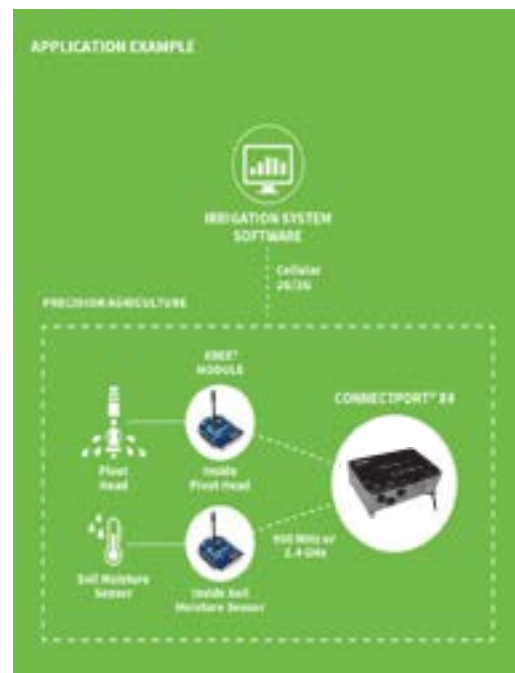 APPLICATION EXAMPLE
IRRIGATION SYSTEM
SOFTWARE
Cellular
2G/3G
PRECISION AGRICULTURE
XBEE®
MODULE
CONNECTPORT® X4
Pivot
Head
Inside
Pivot Head
900 MHz or
2.4 GHz
Soil Moisture
Sensor
Inside Soil
Moisture Sensor